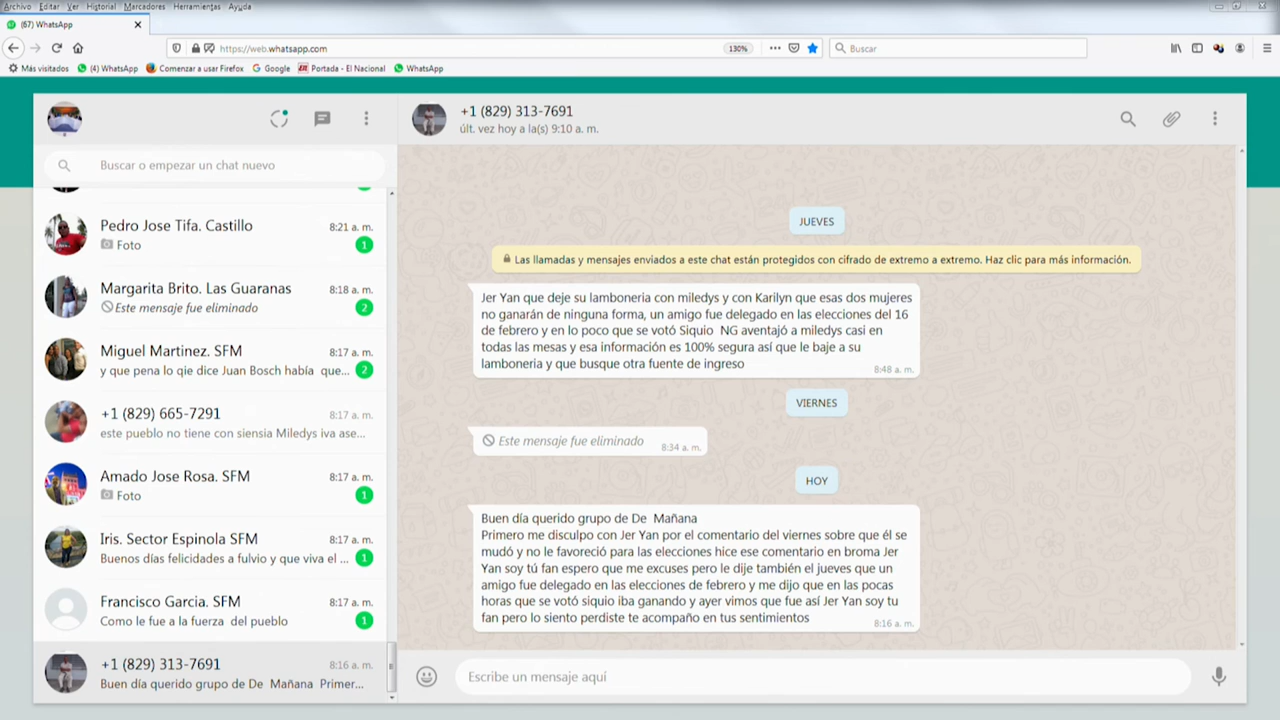 Archivo Editar Ver Historial Marcadores Herramientas Ayuda
(67) WhatsApp
https://web.whatsapp.com
130%
Buscar
Más visitados
(4) WhatsApp
Comenzar a usar Firefox
Google
Portada - El Nacional
WhatsApp
Buscar o empezar un chat nuevo
Pedro Jose Tifa. Castillo 8:21 a. m.
Foto 1
Margarita Brito. Las Guaranas 8:18 a. m.
Este mensaje fue eliminado 2
Miguel Martinez. SFM 8:17 a. m.
y que pena lo qie dice Juan Bosch había que... 2
+1 (829) 665-7291 8:17 a. m.
este pueblo no tiene con siensia Miledys iva ase...
Amado Jose Rosa. SFM 8:17 a. m.
Foto 1
Iris. Sector Espinola SFM 8:17 a. m.
Buenos días felicidades a fulvio y que viva el ... 1
Francisco Garcia. SFM 8:17 a. m.
Como le fue a la fuerza del pueblo 1
+1 (829) 313-7691 8:16 a. m.
Buen día querido grupo de De Mañana Primer...
+1 (829) 313-7691
últ. vez hoy a la(s) 9:10 a. m.
JUEVES
Las llamadas y mensajes enviados a este chat están protegidos con cifrado de extremo a extremo. Haz clic para más información.
Jer Yan que deje su lamboneria con miledys y con Karilyn que esas dos mujeres
no ganarán de ninguna forma, un amigo fue delegado en las elecciones del 16
de febrero y en lo poco que se votó Siquio NG aventajó a miledys casi en
todas las mesas y esa información es 100% segura así que le baje a su
lamboneria y que busque otra fuente de ingreso
8:48 a. m.
VIERNES
Este mensaje fue eliminado
8:34 a. m.
HOY
Buen día querido grupo de De Mañana
Primero me disculpo con Jer Yan por el comentario del viernes sobre que él se
mudó y no le favoreció para las elecciones hice ese comentario en broma Jer
Yan soy tú fan espero que me excuses pero le dije también el jueves que un
amigo fue delegado en las elecciones de febrero y me dijo que en las pocas
horas que se votó siquio iba ganando y ayer vimos que fue así Jer Yan soy tu
fan pero lo siento perdiste te acompaño en tus sentimientos
8:16 a. m.
Escribe un mensaje aquí